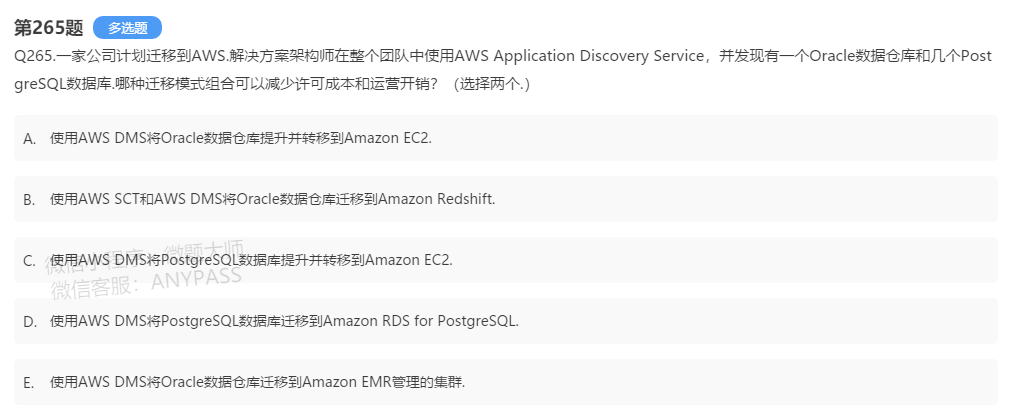 第265题 多选题
Q265.一家公司计划迁移到AWS.解决方案架构师在整个团队中使用AWS Application Discovery Service，并发现有一个Oracle数据仓库和几个Post
greSQL数据库.哪种迁移模式组合可以减少许可成本和运营开销？（选择两个.）
A. 使用AWS DMS将Oracle数据仓库提升并转移到Amazon EC2.
B. 使用AWS SCT和AWS DMS将Oracle数据仓库迁移到Amazon Redshift.
C. 使用AWS DMS将PostgreSQL数据库提升并转移到Amazon EC2.
微信小程序：微题大师
微信客服：ANYPASS
D. 使用AWS DMS将PostgreSQL数据库迁移到Amazon RDS for PostgreSQL.
E. 使用AWS DMS将Oracle数据仓库迁移到Amazon EMR管理的集群.